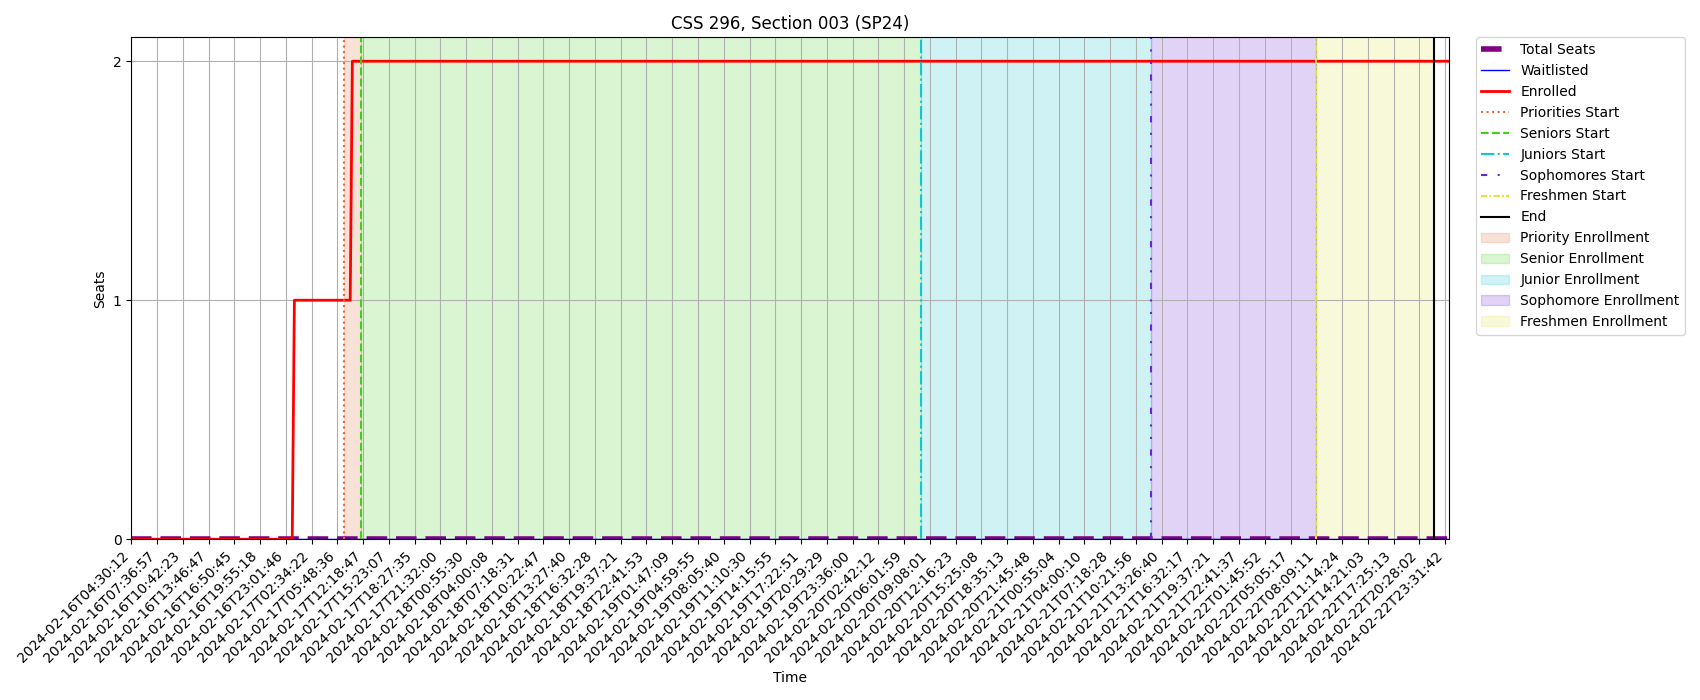 CSS 296, Section 003 (SP24)
Total Seats
Waitlisted
Enrolled
Priorities Start
Seniors Start
Juniors Start
Sophomores Start
Freshmen Start
End
Priority Enrollment
Senior Enrollment
Junior Enrollment
Sophomore Enrollment
Freshmen Enrollment
Seats
2
1
0
2024-02-16T04:30:12
2024-02-16T07:36:57
2024-02-16T10:42:23
2024-02-16T13:46:47
2024-02-16T16:50:45
2024-02-16T19:55:18
2024-02-16T23:01:46
2024-02-17T02:34:22
2024-02-17T05:48:36
2024-02-17T12:18:47
2024-02-17T15:23:07
2024-02-17T18:27:35
2024-02-17T21:32:00
2024-02-18T00:55:30
2024-02-18T04:00:08
2024-02-18T07:18:31
2024-02-18T10:22:47
2024-02-18T13:27:40
2024-02-18T16:32:28
2024-02-18T19:37:21
2024-02-18T22:41:53
2024-02-19T01:47:09
2024-02-19T04:59:55
2024-02-19T08:05:40
2024-02-19T11:10:30
2024-02-19T14:15:55
2024-02-19T17:22:51
2024-02-19T20:29:29
2024-02-19T23:36:00
2024-02-20T02:42:12
2024-02-20T06:01:59
2024-02-20T09:08:01
2024-02-20T12:16:23
2024-02-20T15:25:08
2024-02-20T18:35:13
2024-02-20T21:45:48
2024-02-21T00:55:04
2024-02-21T04:00:10
2024-02-21T07:18:28
2024-02-21T10:21:56
2024-02-21T13:26:40
2024-02-21T16:32:17
2024-02-21T19:37:21
2024-02-21T22:41:37
2024-02-22T01:45:52
2024-02-22T05:05:17
2024-02-22T08:09:11
2024-02-22T11:14:24
2024-02-22T14:21:03
2024-02-22T17:25:13
2024-02-22T20:28:02
2024-02-22T23:31:42
Time